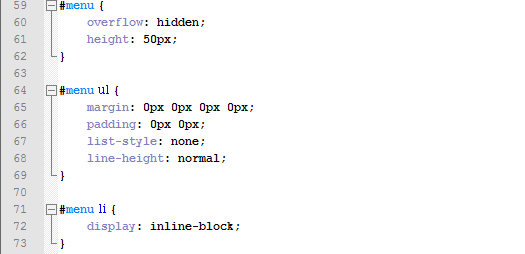 59 #menu {
60     overflow: hidden;
61     height: 50px;
62 }
63
64 #menu ul {
65     margin: 0px 0px 0px 0px;
66     padding: 0px 0px;
67     list-style: none;
68     line-height: normal;
69 }
70
71 #menu li {
72     display: inline-block;
73 }